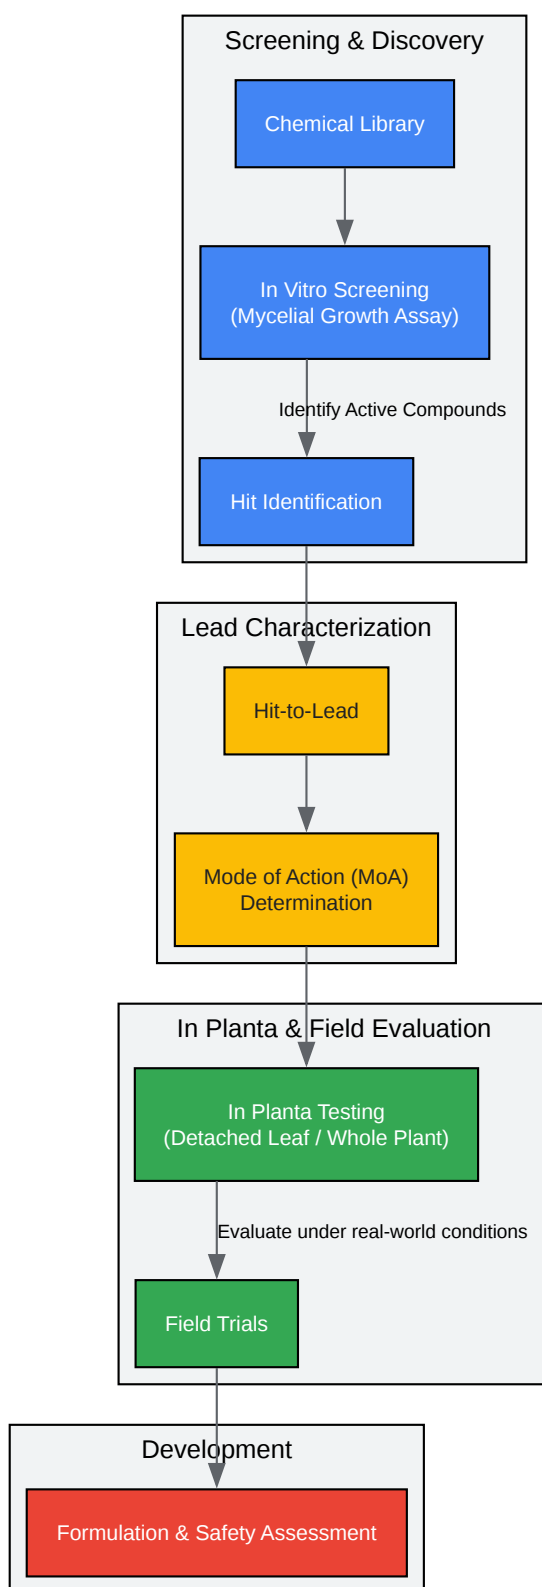 Screening & Discovery
Chemical Library
In Vitro Screening
(Mycelial Growth Assay)
Identify Active Compounds
Hit Identification
Lead Characterization
Hit-to-Lead
Mode of Action (MoA)
Determination
In Planta & Field Evaluation
In Planta Testing
(Detached Leaf / Whole Plant)
Evaluate under real-world conditions
Field Trials
Development
Formulation & Safety Assessment